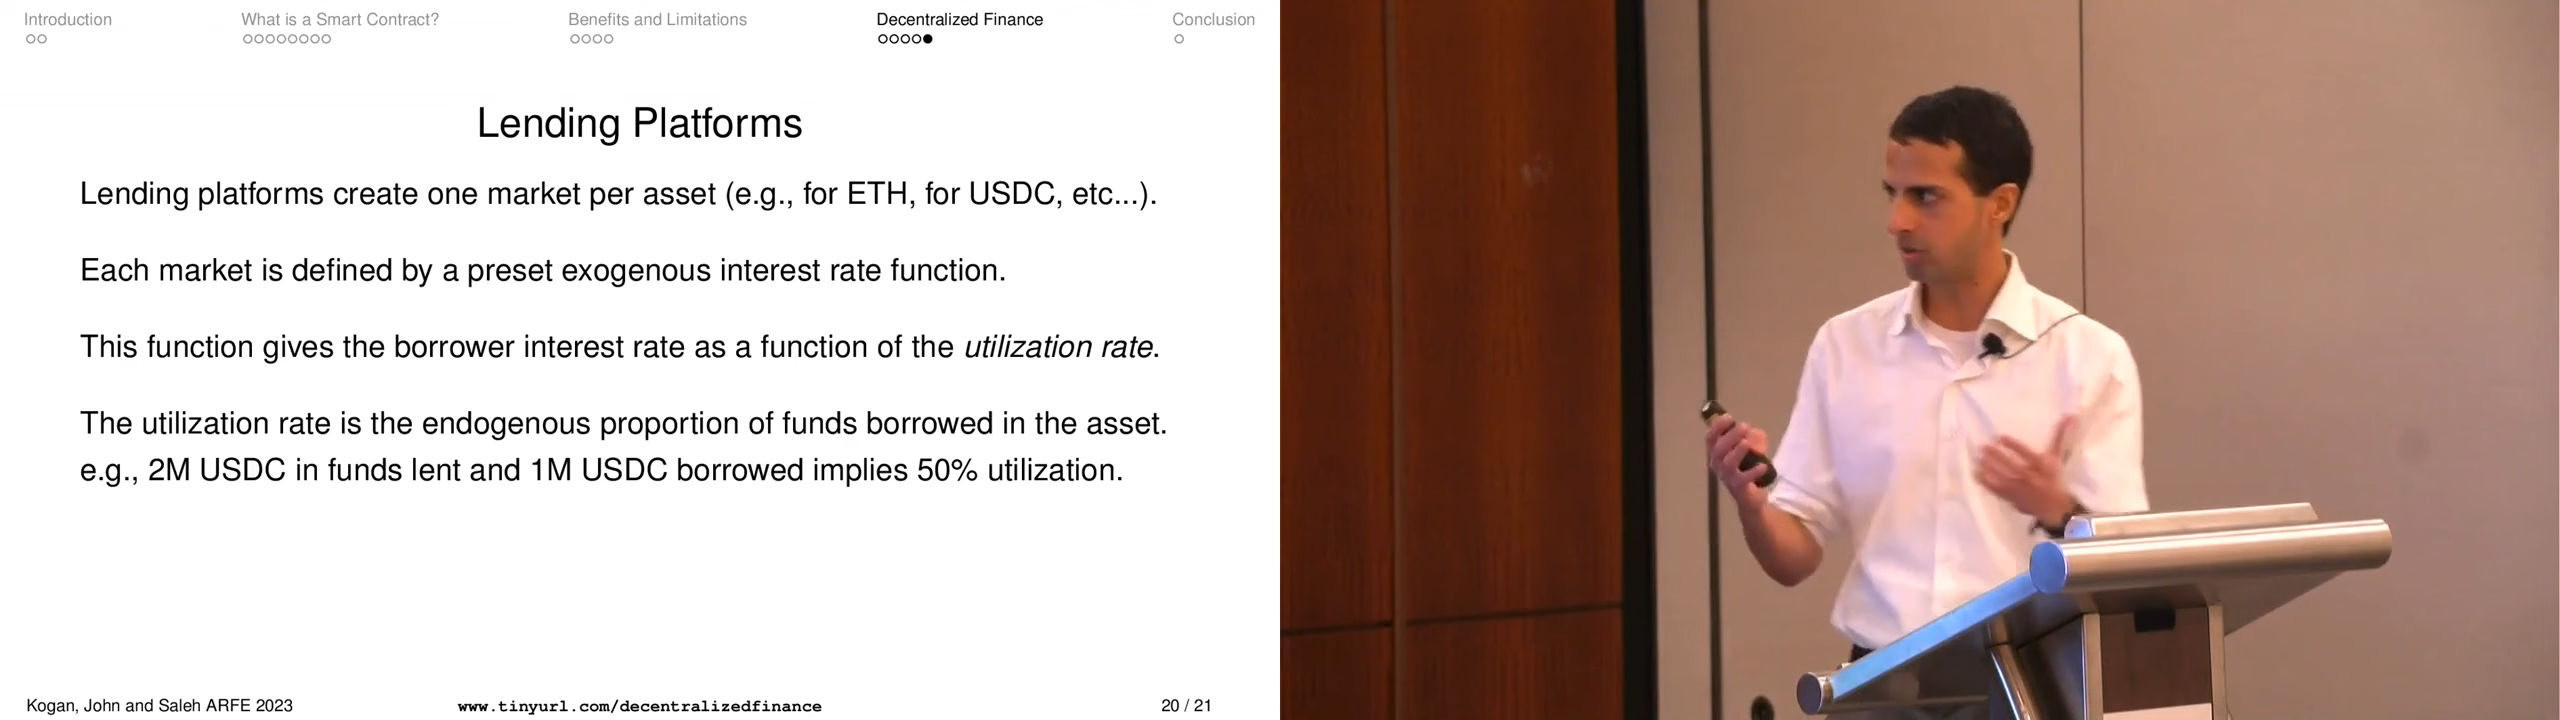 Introduction
What is a Smart Contract?
Benefits and Limitations
Decentralized Finance
Conclusion
Lending Platforms
Lending platforms create one market per asset (e.g., for ETH, for USDC, etc...).
Each market is defined by a preset exogenous interest rate function.
This function gives the borrower interest rate as a function of the utilization rate.
The utilization rate is the endogenous proportion of funds borrowed in the asset.
e.g., 2M USDC in funds lent and 1M USDC borrowed implies 50% utilization.
Kogan, John and Saleh ARFE 2023
www.tinyurl.com/decentralizedfinance
20 / 21